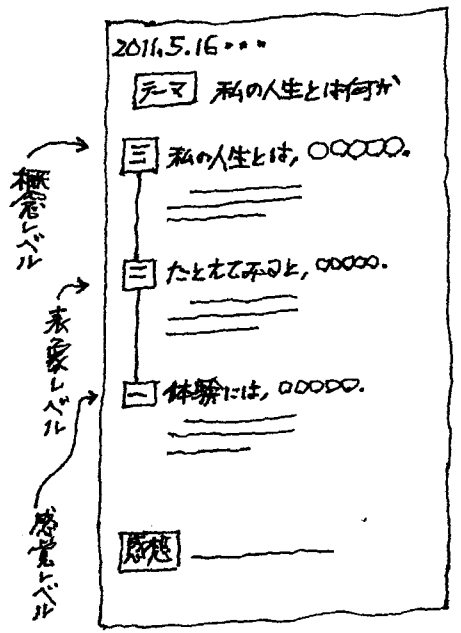 2011.5.16・・・
テーマ 私の人生とは何か
三 私の人生とは，○○○○○．
二 たとえてみると，○○○○○．
一 体験には，○○○○○．
感想
概念レベル
表象レベル
感覚レベル